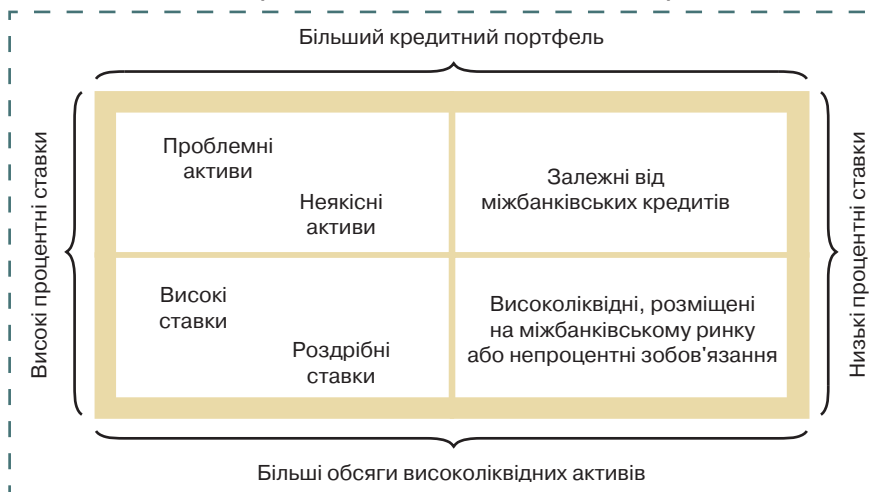 Більший кредитний портфель
Високі процентні ставки
Проблемні
активи
Неякісні
активи
Залежні від
міжбанківських кредитів
Високі
ставки
Роздрібні
ставки
Високоліквідні, розміщені
на міжбанківському ринку
або непроцентні зобов'язання
Низькі процентні ставки
Більші обсяги високоліквідних активів